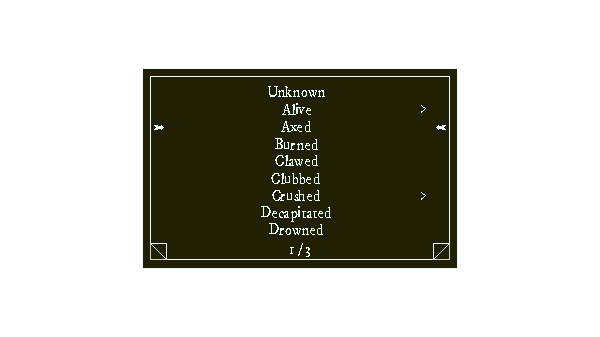 Unknown
Alive >
Axed
Burned
Clawed
Clubbed
Crushed >
Decapitated
Drowned
1/3